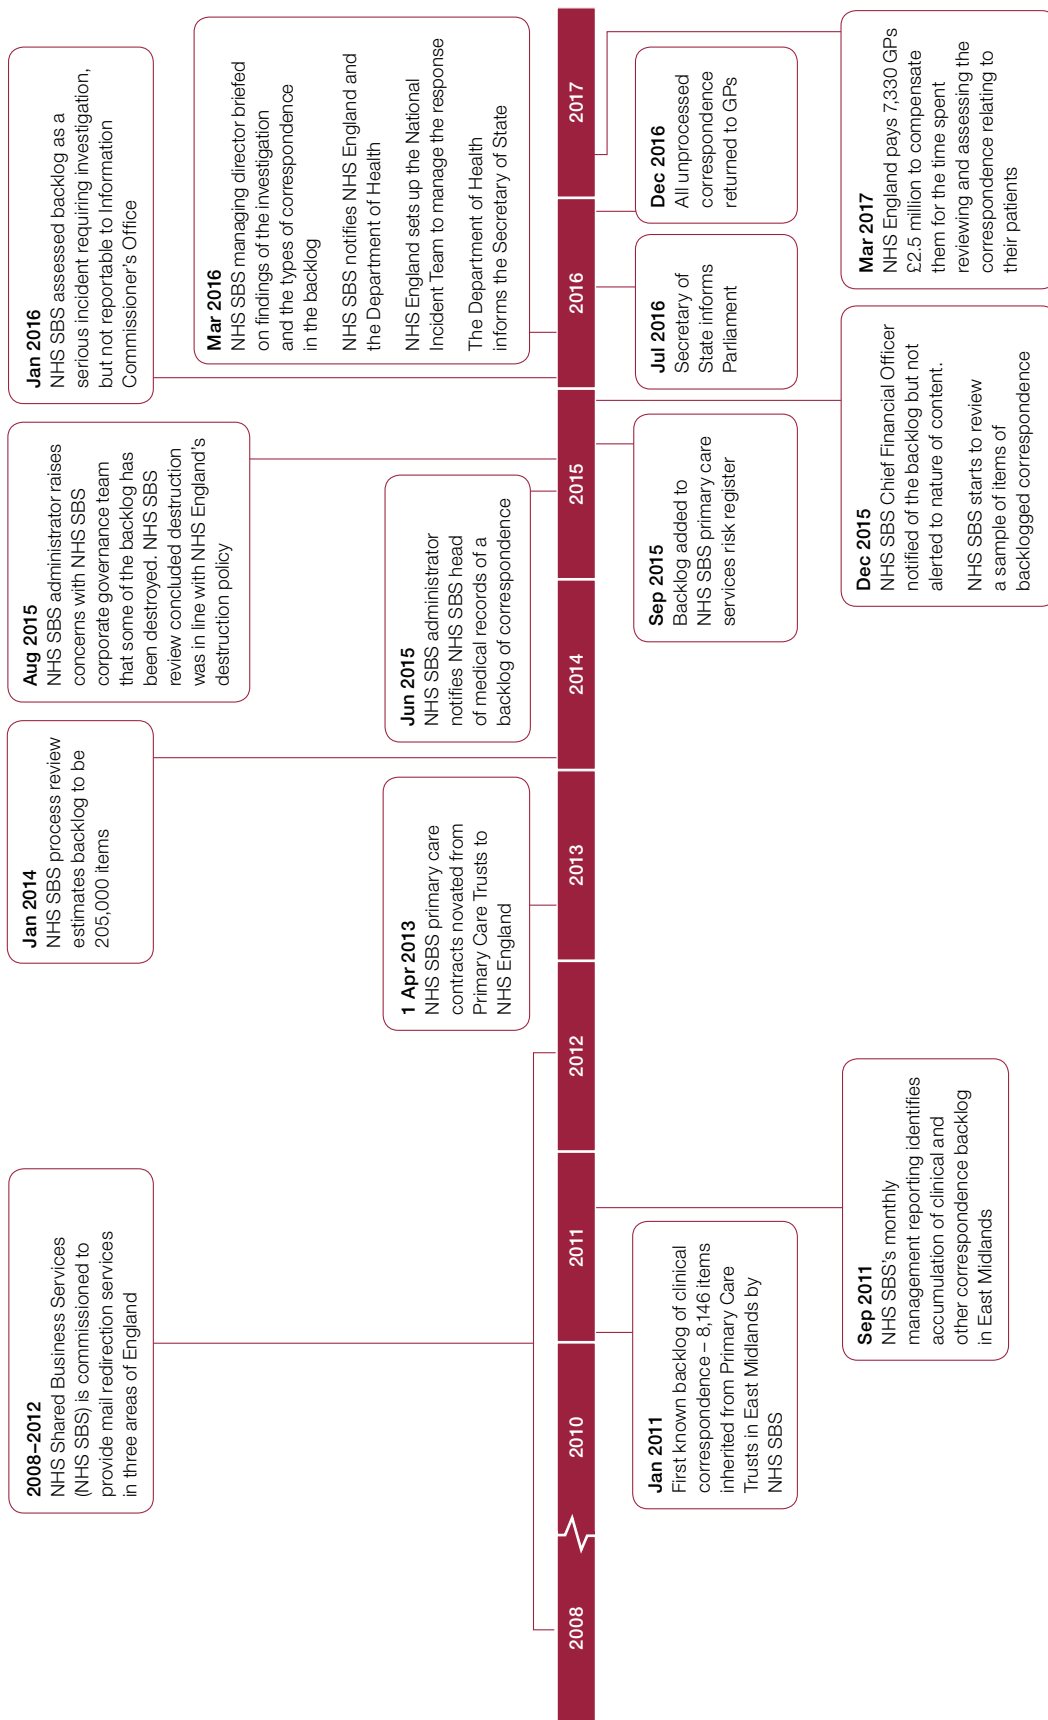 2008–2012
NHS Shared Business Services
(NHS SBS) is commissioned to
provide mail redirection services
in three areas of England
Jan 2014
NHS SBS process review
estimates backlog to be
205,000 items
Aug 2015
NHS SBS administrator raises
concerns with NHS SBS
corporate governance team
that some of the backlog has
been destroyed. NHS SBS
review concluded destruction
was in line with NHS England's
destruction policy
Jan 2016
NHS SBS assessed backlog as a
serious incident requiring investigation,
but not reportable to Information
Commissioner's Office
Mar 2016
NHS SBS managing director briefed
on findings of the investigation
and the types of correspondence
in the backlog
NHS SBS notifies NHS England and
the Department of Health
NHS England sets up the National
Incident Team to manage the response
The Department of Health
informs the Secretary of State
1 Apr 2013
NHS SBS primary care
contracts novated from
Primary Care Trusts to
NHS England
Jun 2015
NHS SBS administrator
notifies NHS SBS head
of medical records of a
backlog of correspondence
2008
2010
2011
2012
2013
2014
2015
2016
2017
Jan 2011
First known backlog of clinical
correspondence – 8,146 items
inherited from Primary Care
Trusts in East Midlands by
NHS SBS
Sep 2015
Backlog added to
NHS SBS primary care
services risk register
Jul 2016
Secretary of
State informs
Parliament
Dec 2016
All unprocessed
correspondence
returned to GPs
Sep 2011
NHS SBS's monthly
management reporting identifies
accumulation of clinical and
other correspondence backlog
in East Midlands
Dec 2015
NHS SBS Chief Financial Officer
notified of the backlog but not
alerted to nature of content.
NHS SBS starts to review
a sample of items of
backlogged correspondence
Mar 2017
NHS England pays 7,330 GPs
£2.5 million to compensate
them for the time spent
reviewing and assessing the
correspondence relating to
their patients